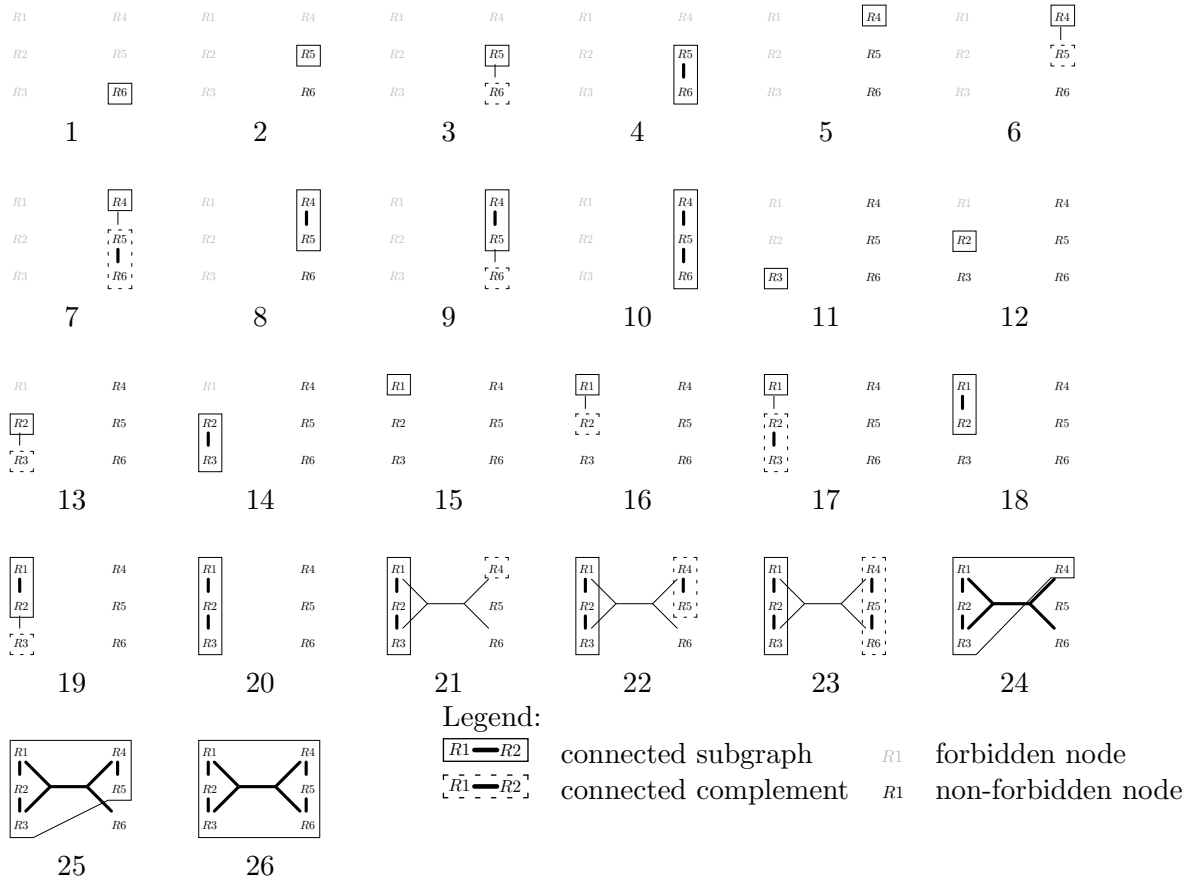 R1 R4 R1 R4 R1 R4 R1 R4 R1 R4 R1 R4
R2 R5 R2 R5 R2 R5 R2 R5 R2 R5 R2 R5
R3 R6 R3 R6 R3 R6 R3 R6 R3 R6 R3 R6
1 2 3 4 5 6
R1 R4 R1 R4 R1 R4 R1 R4 R1 R4 R1 R4
R2 R5 R2 R5 R2 R5 R2 R5 R2 R5 R2 R5
R3 R6 R3 R6 R3 R6 R3 R6 R3 R6 R3 R6
7 8 9 10 11 12
R1 R4 R1 R4 R1 R4 R1 R4 R1 R4 R1 R4
R2 R5 R2 R5 R2 R5 R2 R5 R2 R5 R2 R5
R3 R6 R3 R6 R3 R6 R3 R6 R3 R6 R3 R6
13 14 15 16 17 18
R1 R4 R1 R4 R1 R4 R1 R4 R1 R4 R1 R4
R2 R5 R2 R5 R2 R5 R2 R5 R2 R5 R2 R5
R3 R6 R3 R6 R3 R6 R3 R6 R3 R6 R3 R6
19 20 21 22 23 24
R1 R4 R1 R4
R2 R5 R2 R5
R3 R6 R3 R6
25 26
Legend:
R1 R2 connected subgraph R1 forbidden node
R1 R2 connected complement R1 non-forbidden node